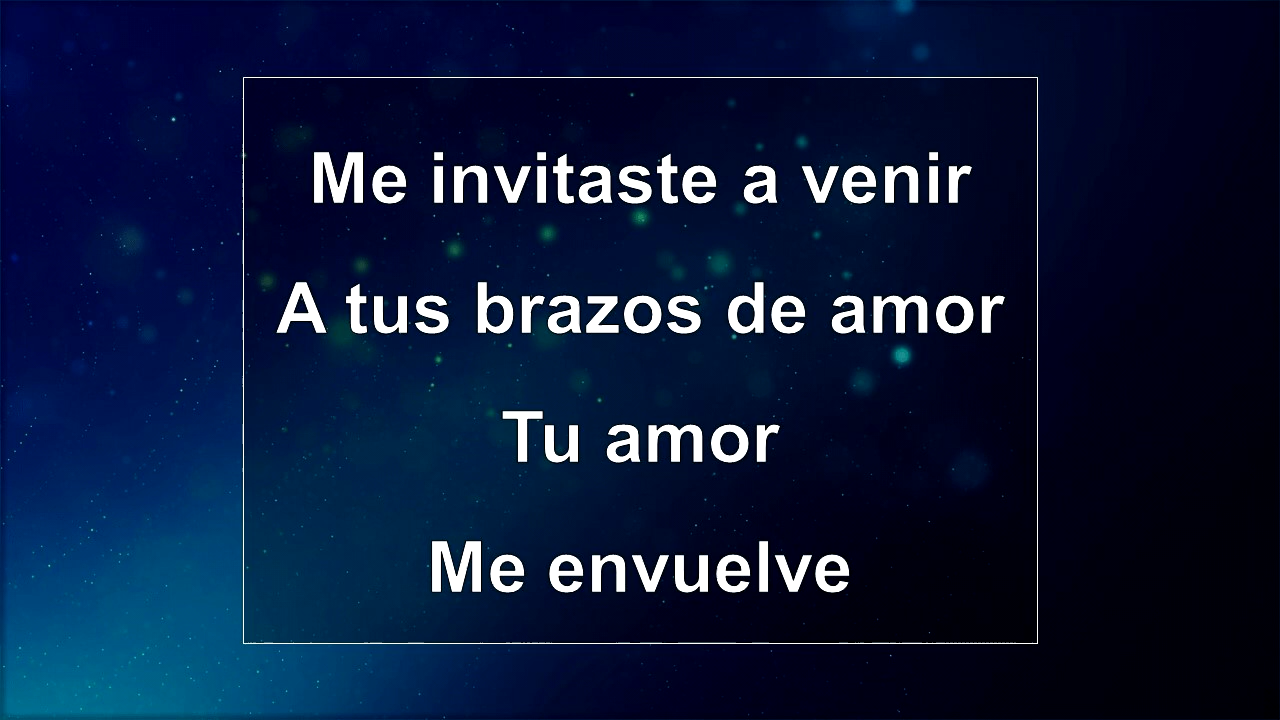 Me invitaste a venir
A tus brazos de amor
Tu amor
Me envuelve